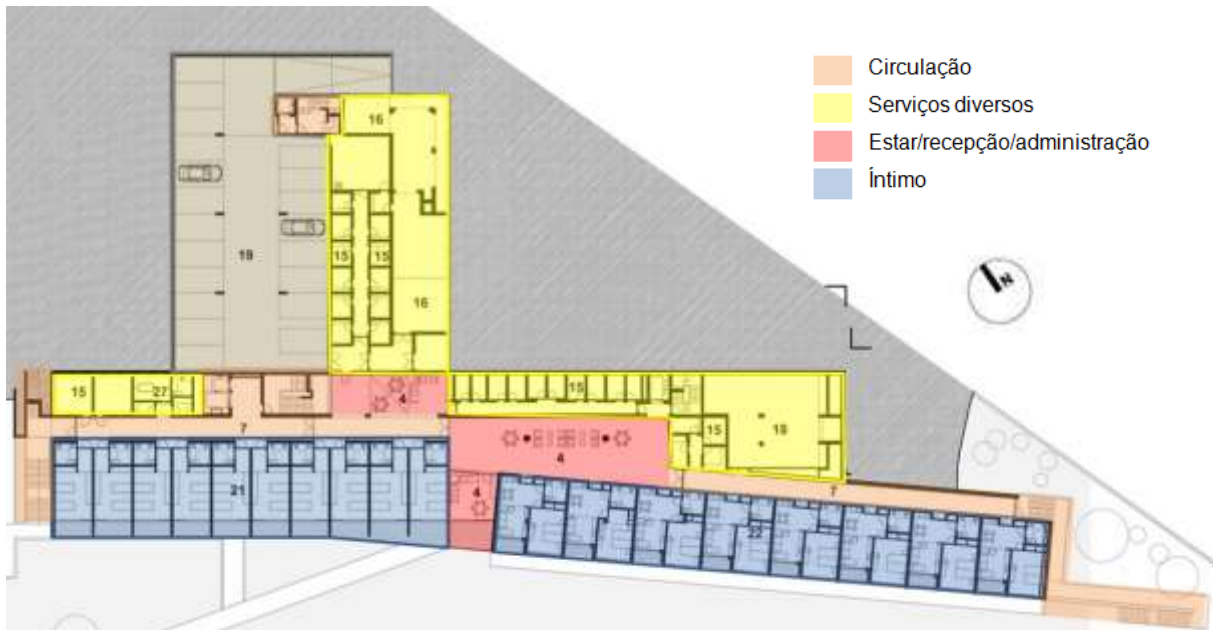 Circulação
Serviços diversos
Estar/recepção/administração
Íntimo
N
16
15 15
19
16
15 27 4 15
15 18
7
4
7
21 4
22